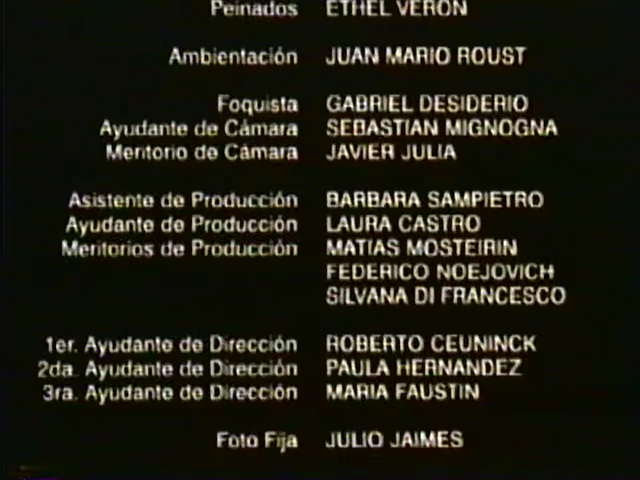 Peinados ETHEL VERON
Ambientación JUAN MARIO ROUST
Foquista GABRIEL DESIDERIO
Ayudante de Cámara SEBASTIAN MIGNOGNA
Meritorio de Cámara JAVIER JULIA
Asistente de Producción BARBARA SAMPIETRO
Ayudante de Producción LAURA CASTRO
Meritorios de Producción MATIAS MOSTEIRIN
FEDERICO NOEJOVICH
SILVANA DI FRANCESCO
1er. Ayudante de Dirección ROBERTO CEUNINCK
2da. Ayudante de Dirección PAULA HERNANDEZ
3ra. Ayudante de Dirección MARIA FAUSTIN
Foto Fija JULIO JAIMES